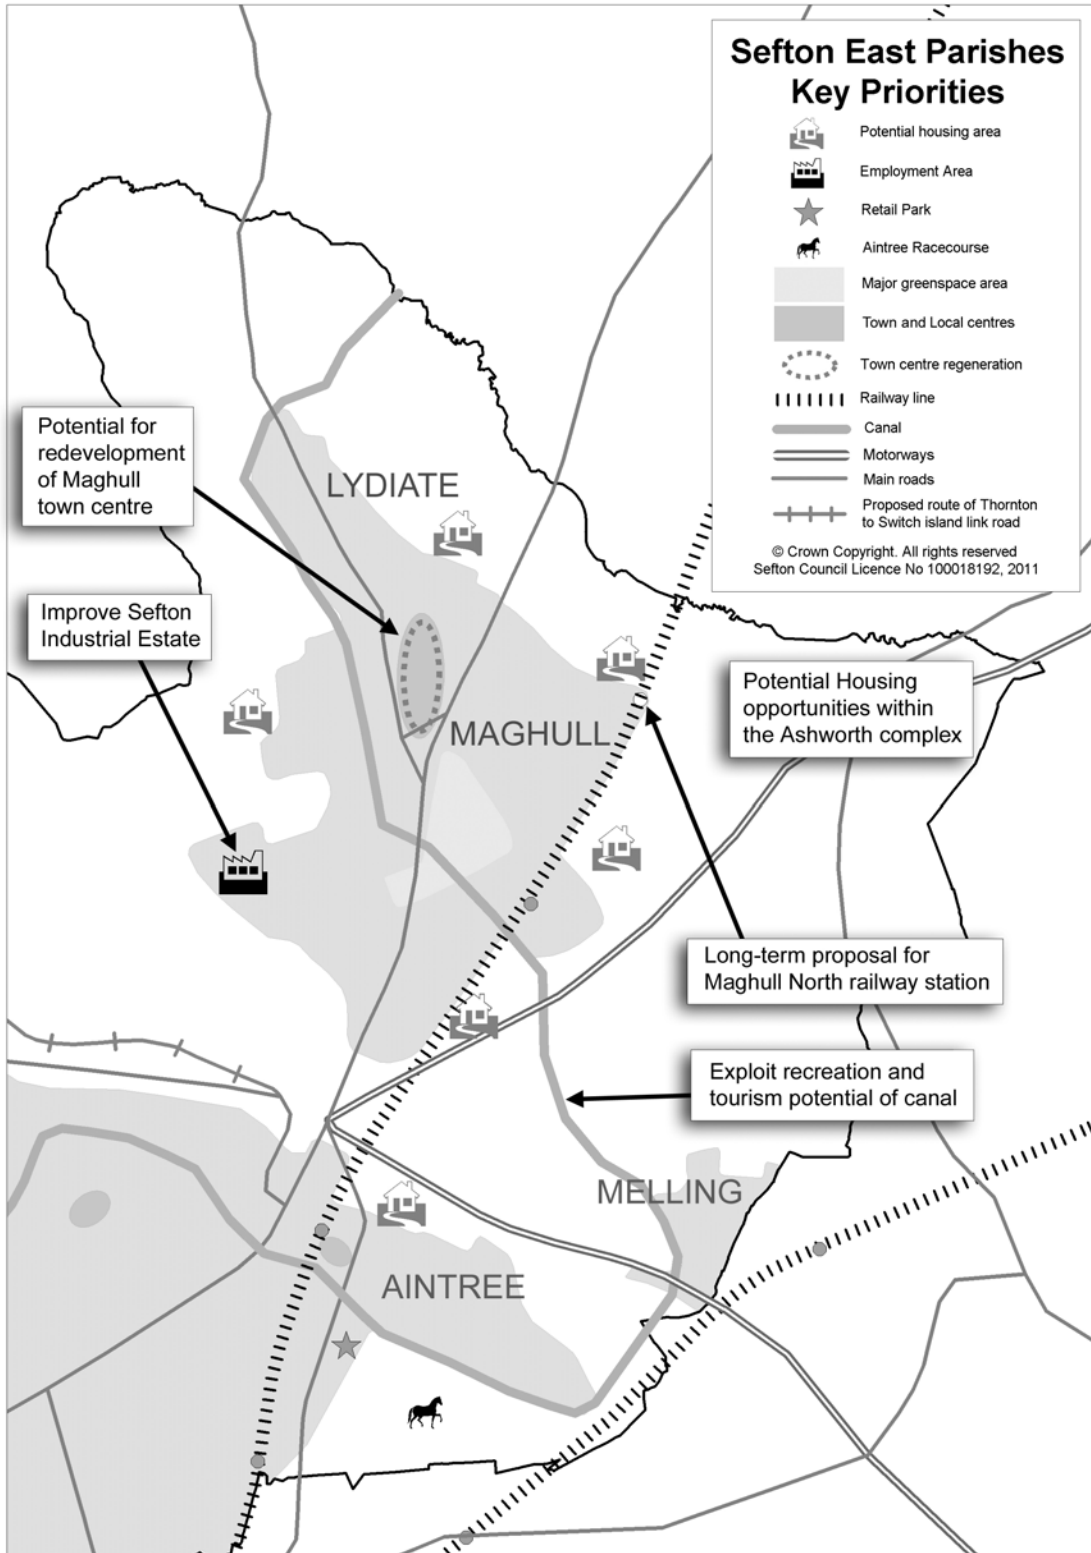 Sefton East Parishes
Key Priorities
Potential housing area
Employment Area
Retail Park
Aintree Racecourse
Major greenspace area
Town and Local centres
Town centre regeneration
Railway line
Canal
Motorways
Main roads
Proposed route of Thornton
to Switch island link road
© Crown Copyright. All rights reserved
Sefton Council Licence No 100018192, 2011
Potential for
redevelopment
of Maghull
town centre
LYDIATE
Improve Sefton
Industrial Estate
Potential Housing
opportunities within
the Ashworth complex
MAGHULL
Long-term proposal for
Maghull North railway station
Exploit recreation and
tourism potential of canal
MELLING
AINTREE